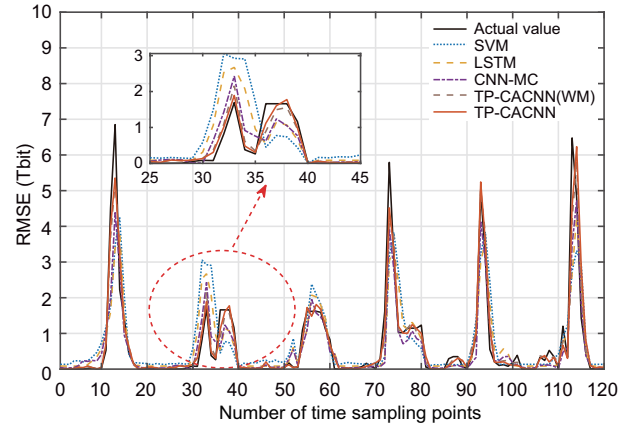 10
9
8
7
6
5
4
3
2
1
0
RMSE (Tbit)
3
2
1
0
25 30 35 40 45
Actual value
SVM
LSTM
CNN-MC
TP-CACNN(WM)
TP-CACNN
0 10 20 30 40 50 60 70 80 90 100 110 120
Number of time sampling points